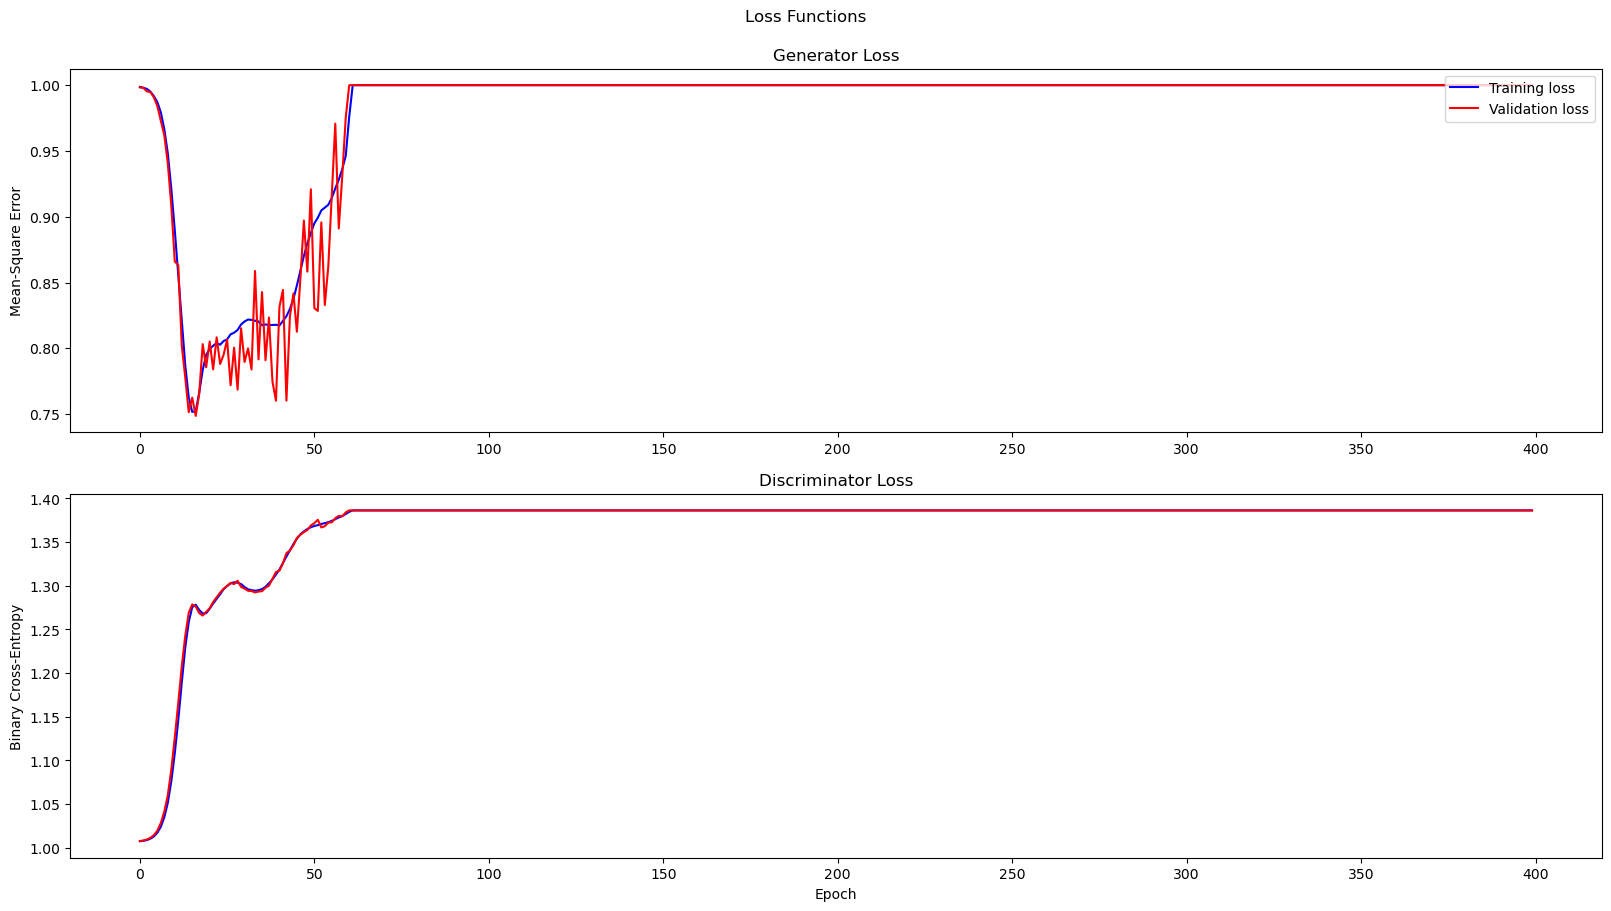 Loss Functions
Generator Loss
Mean-Square Error
1.00
0.95
0.90
0.85
0.80
0.75
Training loss
Validation loss
0 50 100 150 200 250 300 350 400
Discriminator Loss
Binary Cross-Entropy
1.40
1.35
1.30
1.25
1.20
1.15
1.10
1.05
1.00
0 50 100 150 200 250 300 350 400
Epoch